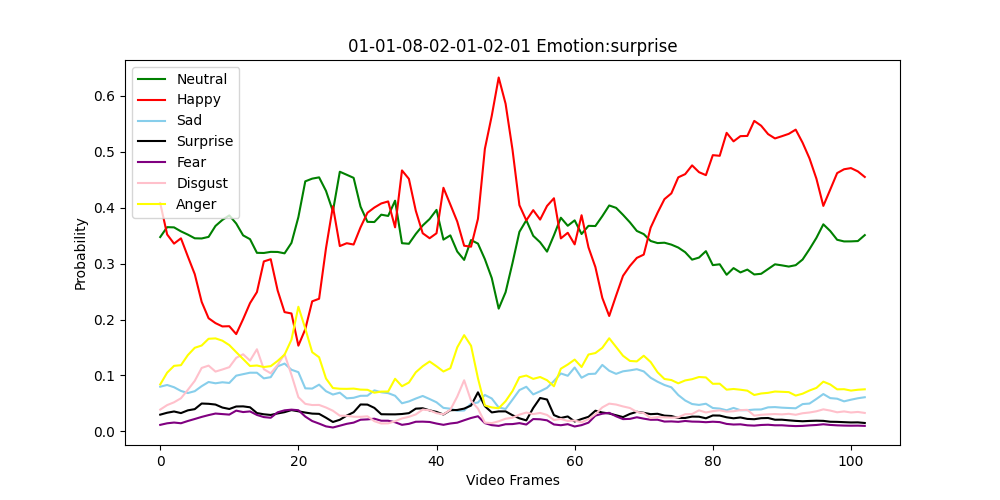 01-01-08-02-01-02-01 Emotion:surprise
Neutral
Happy
Sad
Surprise
Fear
Disgust
Anger
Probability
0.6
0.5
0.4
0.3
0.2
0.1
0.0
0 20 40 60 80 100
Video Frames